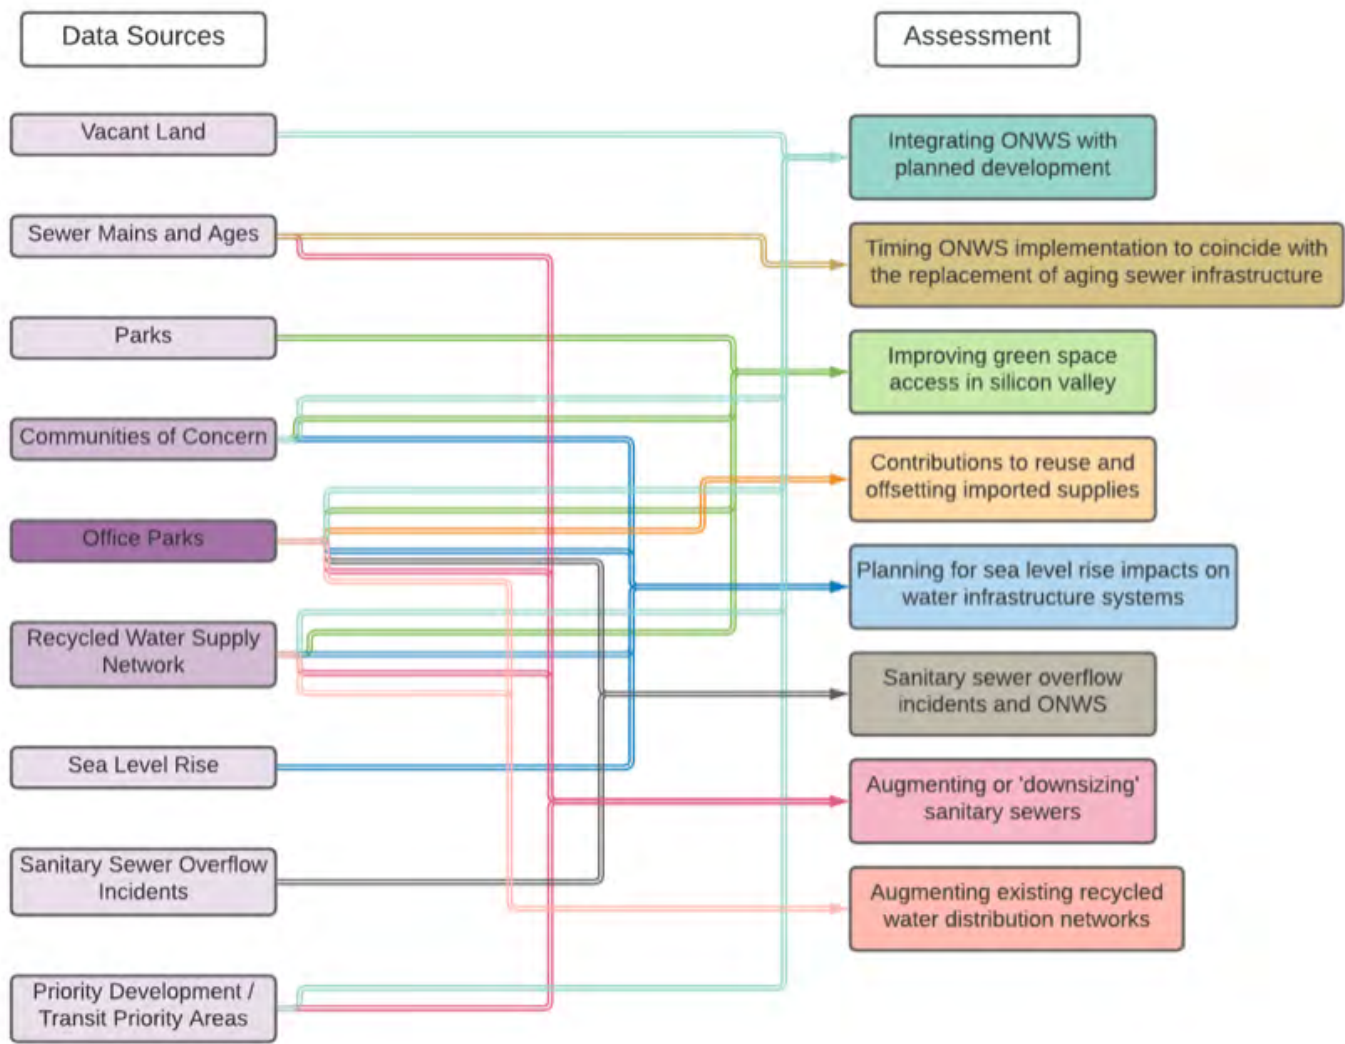 Data Sources
Assessment
Vacant Land
Sewer Mains and Ages
Parks
Communities of Concern
Office Parks
Recycled Water Supply
Network
Sea Level Rise
Sanitary Sewer Overflow
Incidents
Priority Development /
Transit Priority Areas
Integrating ONWS with
planned development
Timing ONWS implementation to coincide with
the replacement of aging sewer infrastructure
Improving green space
access in silicon valley
Contributions to reuse and
offsetting imported supplies
Planning for sea level rise impacts on
water infrastructure systems
Sanitary sewer overflow
incidents and ONWS
Augmenting or 'downsizing'
sanitary sewers
Augmenting existing recycled
water distribution networks